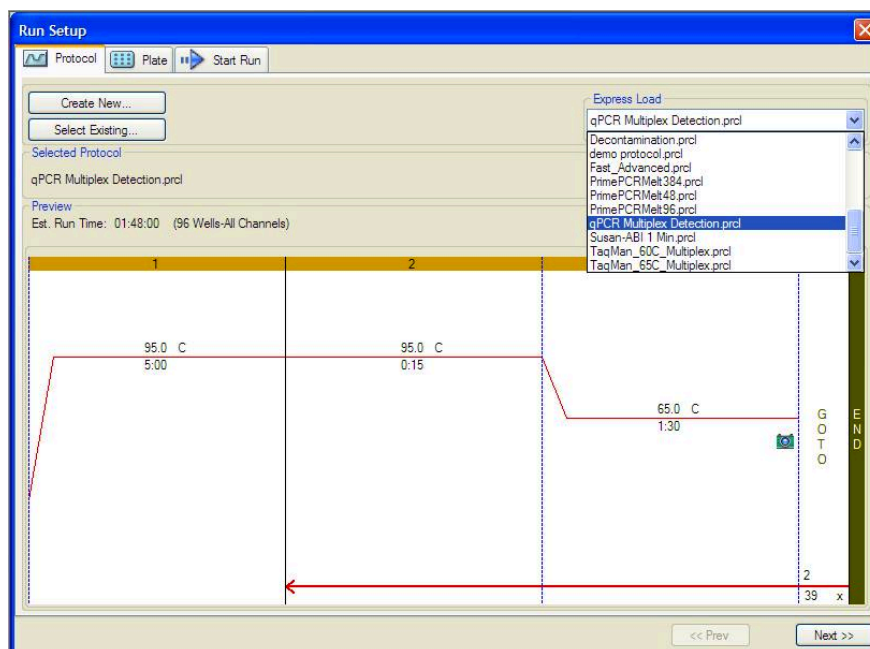 Run Setup
Protocol
Plate
Start Run
Create New...
Select Existing...
Express Load
qPCR Multiplex Detection.prcl
Decontamination.prcl
demo protocol.prcl
Fast_Advanced.prcl
PrimePCRMelt384.prcl
PrimePCRMelt48.prcl
PrimePCRMelt96.prcl
qPCR Multiplex Detection.prcl
Susan-ABI 1 Min.prcl
TaqMan_60C_Multiplex.prcl
TaqMan_65C_Multiplex.prcl
Selected Protocol
qPCR Multiplex Detection.prcl
Preview
Est. Run Time: 01:48:00 (96 Wells-All Channels)
1
2
95.0 C
5:00
95.0 C
0:15
65.0 C
1:30
GOTO
END
2
39 x
<< Prev
Next >>